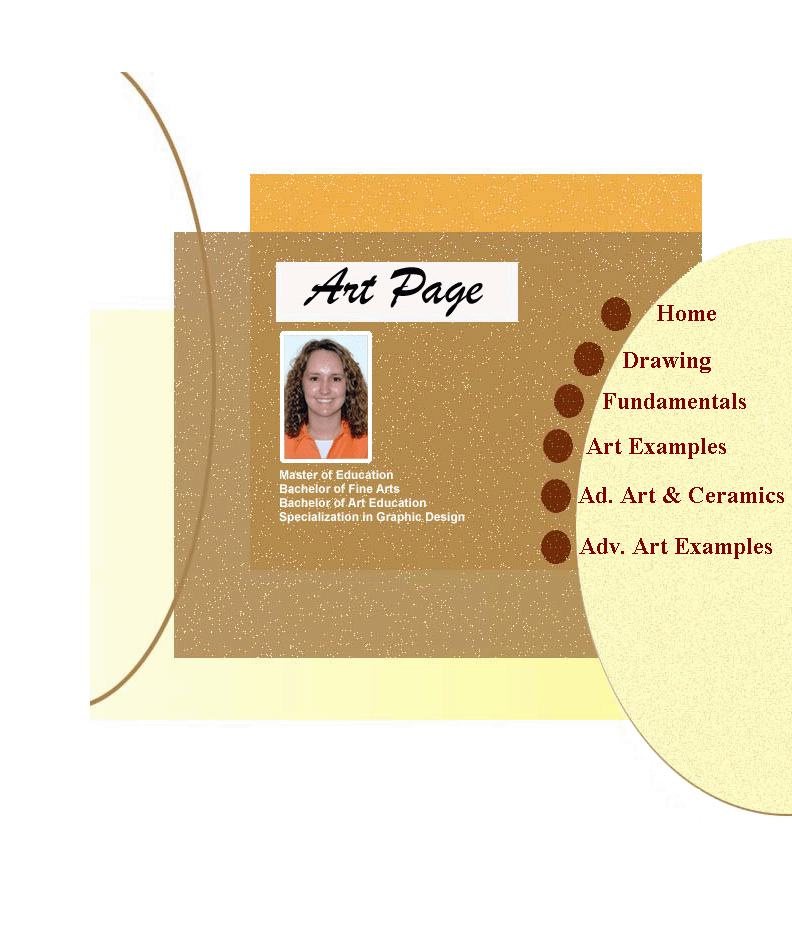 Art Page
Master of Education
Bachelor of Fine Arts
Bachelor of Art Education
Specialization in Graphic Design
Home
Drawing
Fundamentals
Art Examples
Ad. Art & Ceramics
Adv. Art Examples